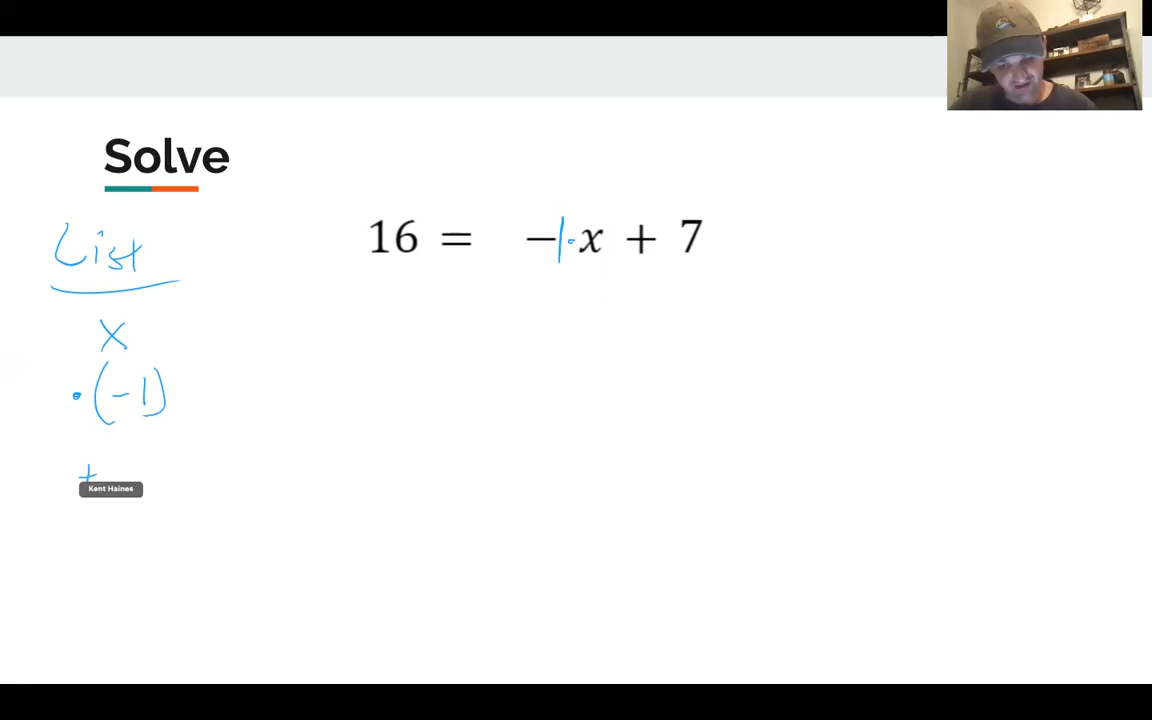 Solve
16 = -1·x + 7
List
x
·(-1)
+
Kent Haines